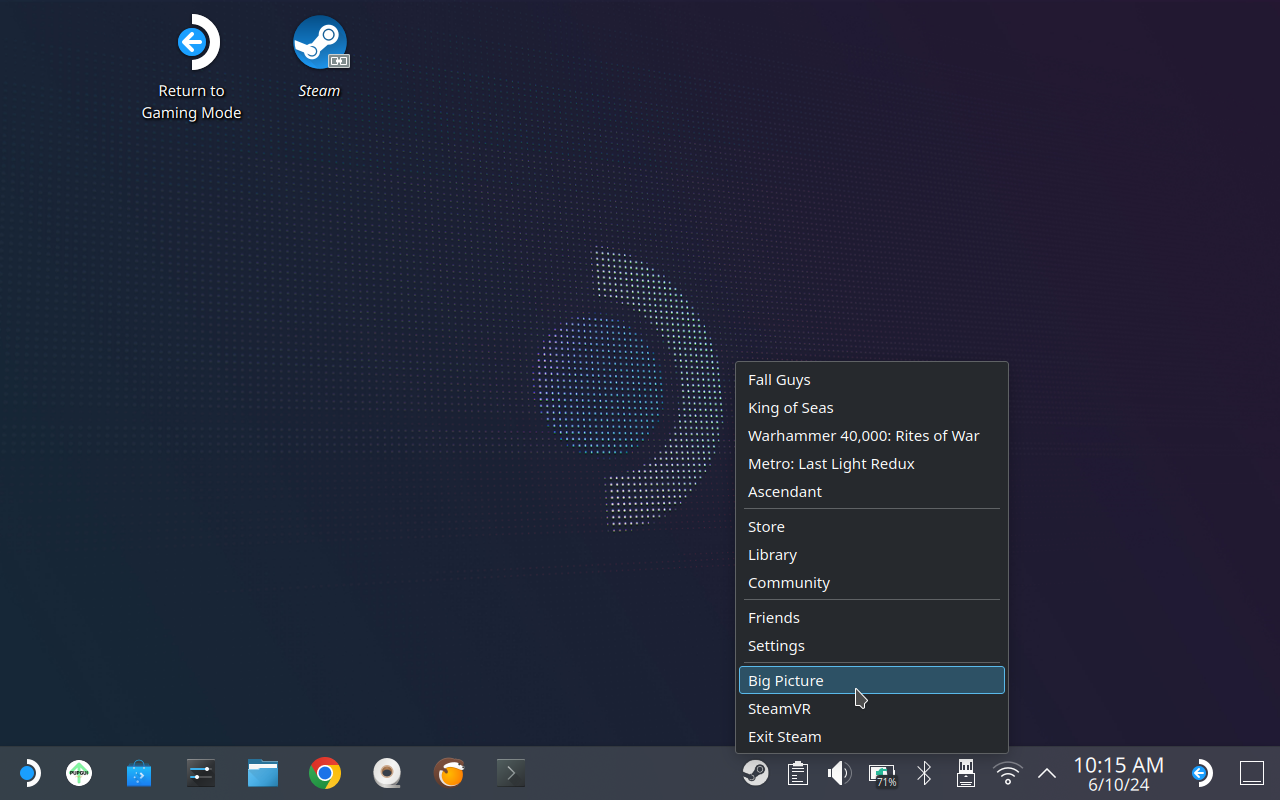 Return to
Gaming Mode
Steam
Fall Guys
King of Seas
Warhammer 40,000: Rites of War
Metro: Last Light Redux
Ascendant
Store
Library
Community
Friends
Settings
Big Picture
SteamVR
Exit Steam
PUPGUI
71%
10:15 AM
6/10/24